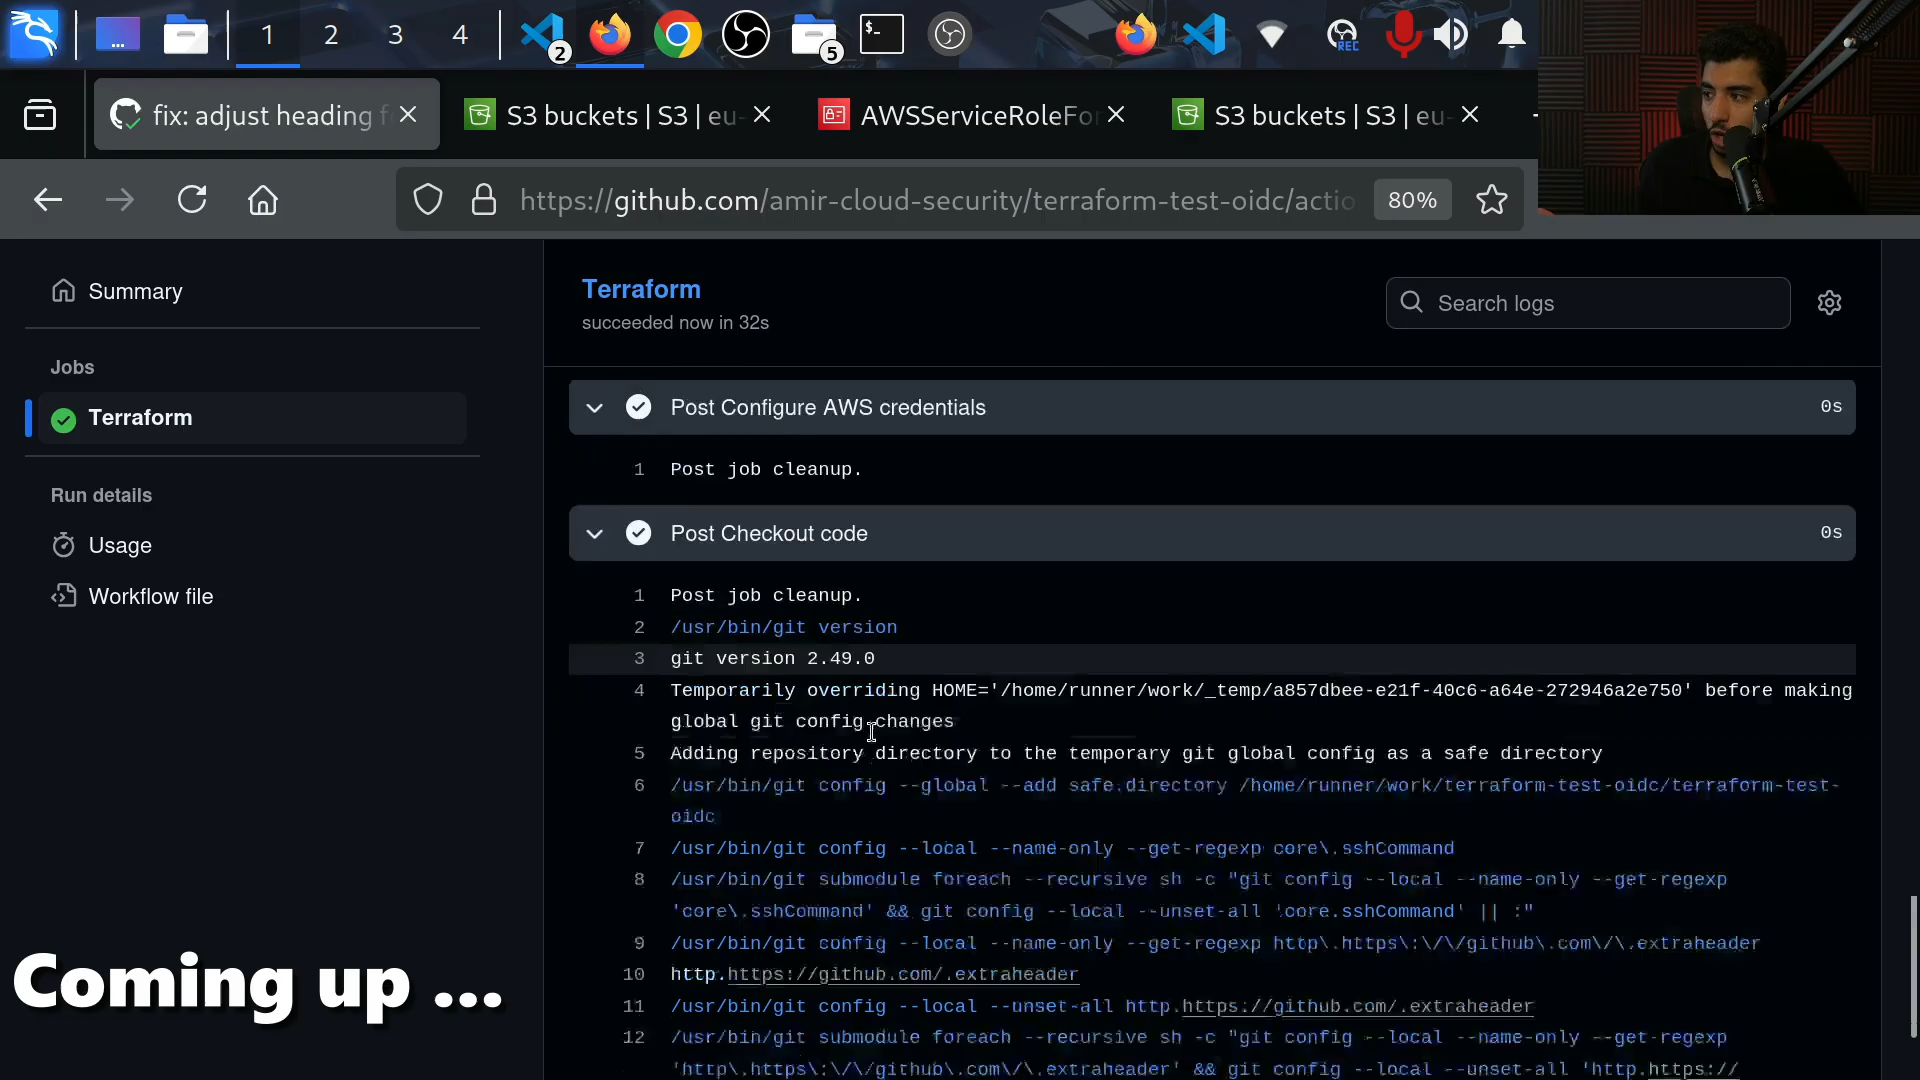 1
2
3
4
2
5
$-
REC
fix: adjust heading f
S3 buckets | S3 | eu-
AWSServiceRoleFor
S3 buckets | S3 | eu-
https://github.com/amir-cloud-security/terraform-test-oidc/actio
80%
Summary
Jobs
Terraform
Run details
Usage
Workflow file
Terraform
succeeded now in 32s
Search logs
Post Configure AWS credentials
0s
1 Post job cleanup.
Post Checkout code
0s
1 Post job cleanup.
2 /usr/bin/git version
3 git version 2.49.0
4 Temporarily overriding HOME='/home/runner/work/_temp/a857dbee-e21f-40c6-a64e-272946a2e750' before making
global git config changes
5 Adding repository directory to the temporary git global config as a safe directory
6 /usr/bin/git config --global --add safe.directory /home/runner/work/terraform-test-oidc/terraform-test-
oidc
7 /usr/bin/git config --local --name-only --get-regexp core\.sshCommand
8 /usr/bin/git submodule foreach --recursive sh -c "git config --local --name-only --get-regexp
'core\.sshCommand' && git config --local --unset-all 'core.sshCommand' || :"
9 /usr/bin/git config --local --name-only --get-regexp http\.https\:\/\/github\.com\/\.extraheader
10 http.https://github.com/.extraheader
11 /usr/bin/git config --local --unset-all http.https://github.com/.extraheader
12 /usr/bin/git submodule foreach --recursive sh -c "git config --local --name-only --get-regexp
'http\.https\:\/\/github\.com\/\.extraheader' && git config --local --unset-all 'http.https://
Coming up ...